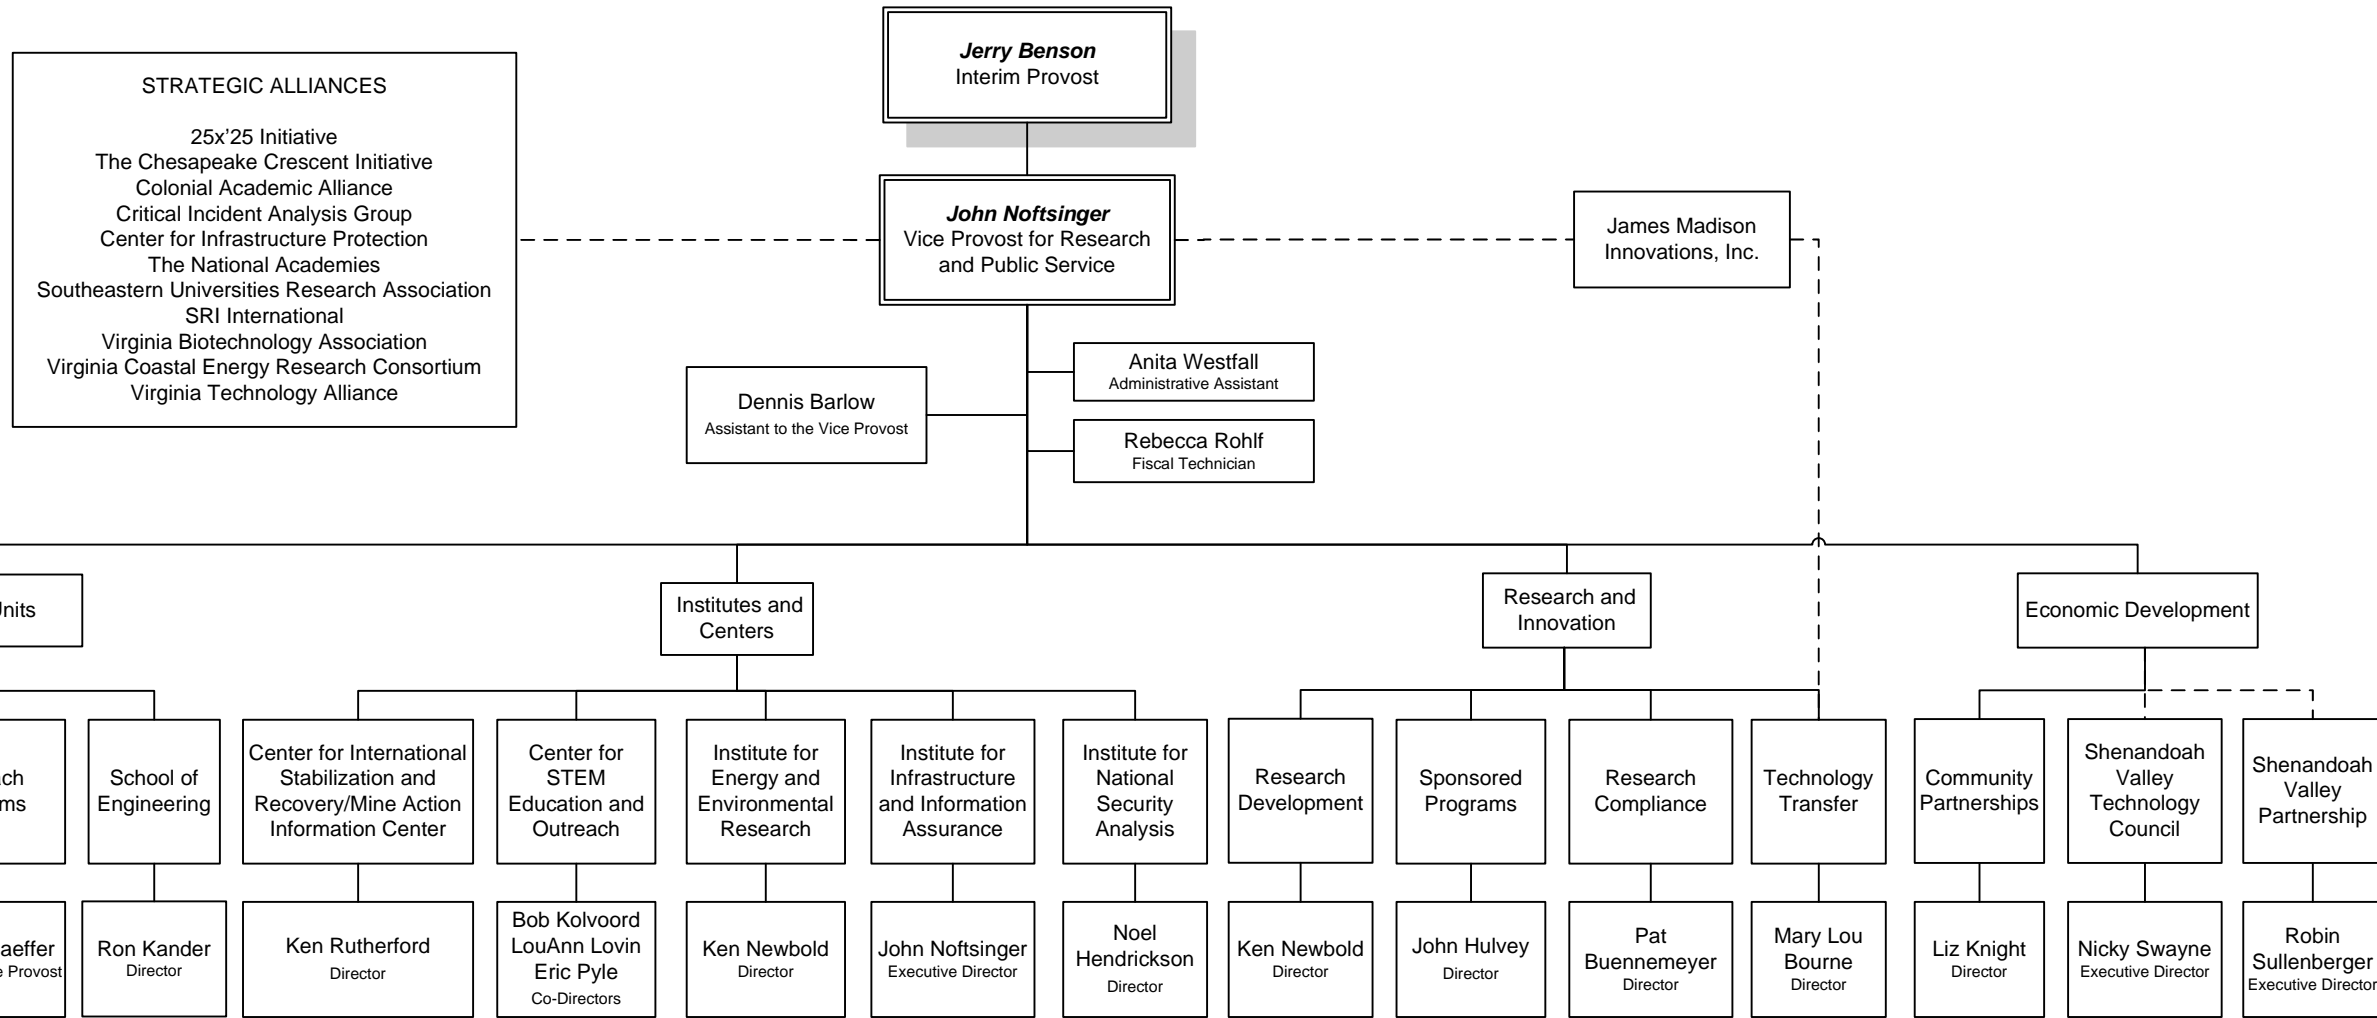 Jerry Benson
Interim Provost
STRATEGIC ALLIANCES
25x’25 Initiative
The Chesapeake Crescent Initiative
Colonial Academic Alliance
Critical Incident Analysis Group
Center for Infrastructure Protection
The National Academies
Southeastern Universities Research Association
SRI International
Virginia Biotechnology Association
Virginia Coastal Energy Research Consortium
Virginia Technology Alliance
John Noftsinger
Vice Provost for Research
and Public Service
James Madison
Innovations, Inc.
Dennis Barlow
Assistant to the Vice Provost
Anita Westfall
Administrative Assistant
Rebecca Rohlf
Fiscal Technician
Institutes and
Centers
Research and
Innovation
Economic Development
School of
Engineering
Center for International
Stabilization and
Recovery/Mine Action
Information Center
Center for
STEM
Education and
Outreach
Institute for
Energy and
Environmental
Research
Institute for
Infrastructure
and Information
Assurance
Institute for
National
Security
Analysis
Research
Development
Sponsored
Programs
Research
Compliance
Technology
Transfer
Community
Partnerships
Shenandoah
Valley
Technology
Council
Shenandoah
Valley
Partnership
Provost
Ron Kander
Director
Ken Rutherford
Director
Bob Kolvoord
LouAnn Lovin
Eric Pyle
Co-Directors
Ken Newbold
Director
John Noftsinger
Executive Director
Noel
Hendrickson
Director
Ken Newbold
Director
John Hulvey
Director
Pat
Buennemeyer
Director
Mary Lou
Bourne
Director
Liz Knight
Director
Nicky Swayne
Executive Director
Robin
Sullenberger
Executive Director